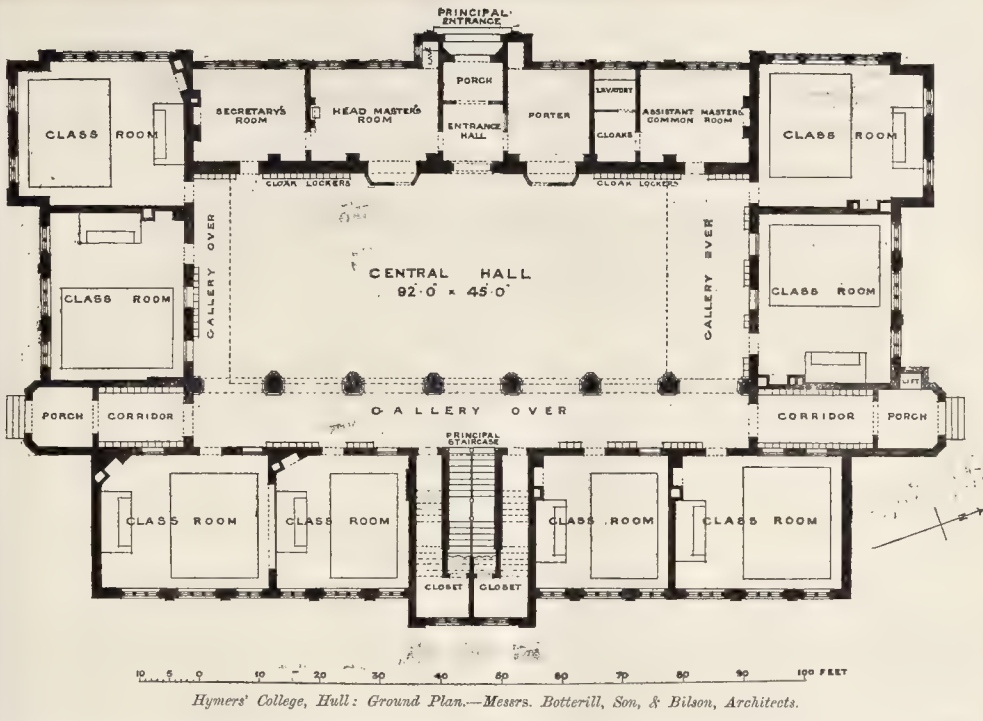 PRINCIPAL
ENTRANCE
PORCH
SECRETARY'S
ROOM
HEAD MASTER'S
ROOM
ENTRANCE
HALL
PORTER
LAVATORY
CLOAKS
ASSISTANT MASTERS
COMMON ROOM
CLASS ROOM
CLASS ROOM
CLOAK LOCKERS
CLOAK LOCKERS
GALLERY OVER
GALLERY OVER
CENTRAL HALL
92'·0" × 45'·0"
CLASS ROOM
CLASS ROOM
LIFT
PORCH
CORRIDOR
GALLERY OVER
CORRIDOR
PORCH
PRINCIPAL
STAIRCASE
CLASS ROOM
CLASS ROOM
CLASS ROOM
CLASS ROOM
CLOSET
CLOSET
N
10 5 0 10 20 30 40 50 60 70 80 90 100 FEET
Hymers' College, Hull: Ground Plan.—Messrs. Botterill, Son, & Bilson, Architects.